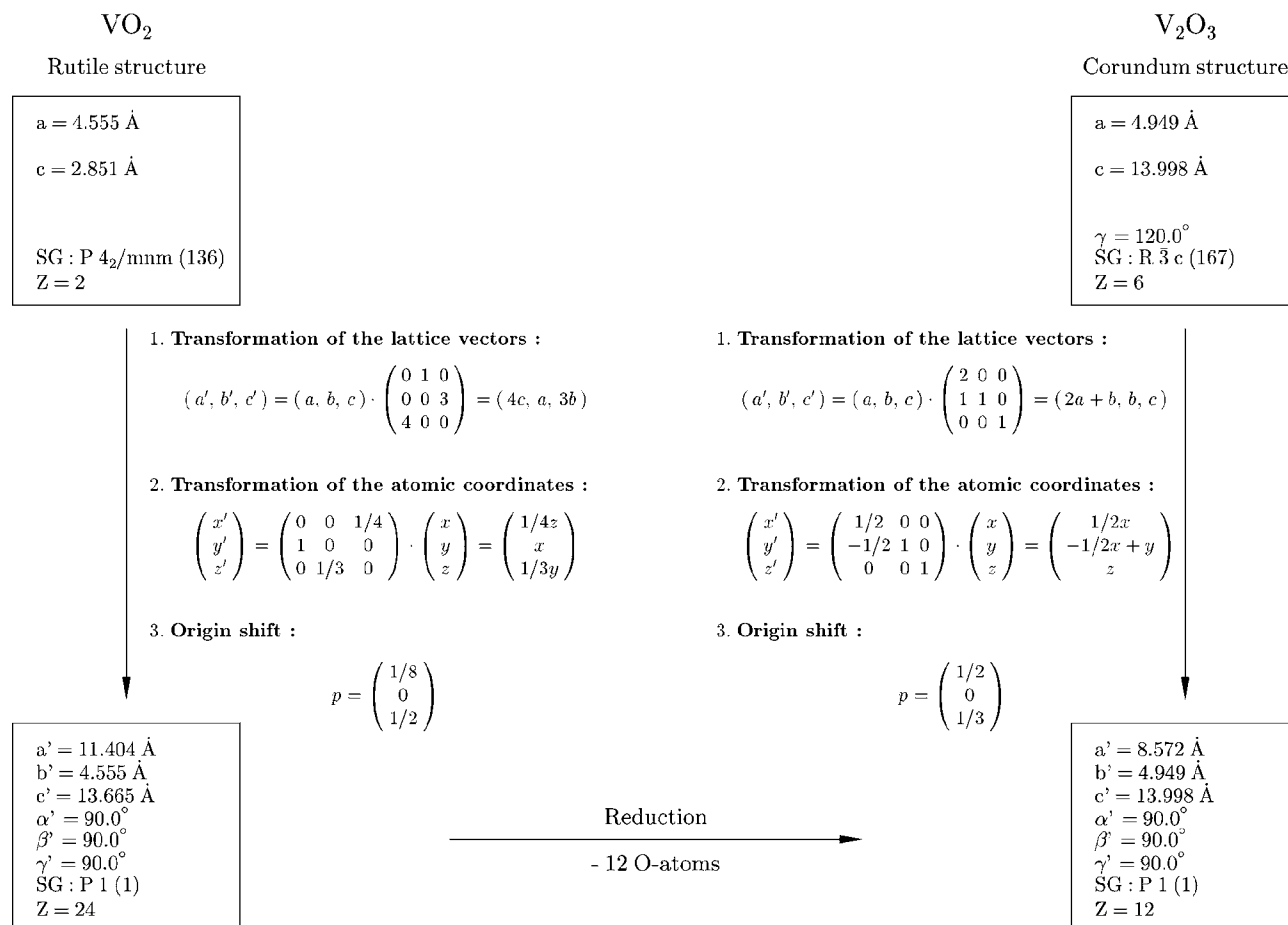 VO₂
Rutile structure
a = 4.555 Å
c = 2.851 Å
SG : P 4₂/mnm (136)
Z = 2
V₂O₃
Corundum structure
a = 4.949 Å
c = 13.998 Å
γ = 120.0°
SG : R 3̄ c (167)
Z = 6
1. Transformation of the lattice vectors :
( a′, b′, c′ ) = ( a, b, c ) · ( 0 1 0
0 0 3
4 0 0 ) = ( 4c, a, 3b )
2. Transformation of the atomic coordinates :
( x′
y′
z′ ) = ( 0 0 1/4
1 0 0
0 1/3 0 ) · ( x
y
z ) = ( 1/4z
x
1/3y )
3. Origin shift :
p = ( 1/8
0
1/2 )
1. Transformation of the lattice vectors :
( a′, b′, c′ ) = ( a, b, c ) · ( 2 0 0
1 1 0
0 0 1 ) = ( 2a + b, b, c )
2. Transformation of the atomic coordinates :
( x′
y′
z′ ) = ( 1/2 0 0
−1/2 1 0
0 0 1 ) · ( x
y
z ) = ( 1/2x
−1/2x + y
z )
3. Origin shift :
p = ( 1/2
0
1/3 )
a’ = 11.404 Å
b’ = 4.555 Å
c’ = 13.665 Å
α’ = 90.0°
β’ = 90.0°
γ’ = 90.0°
SG : P 1 (1)
Z = 24
Reduction
- 12 O-atoms
a’ = 8.572 Å
b’ = 4.949 Å
c’ = 13.998 Å
α’ = 90.0°
β’ = 90.0°
γ’ = 90.0°
SG : P 1 (1)
Z = 12